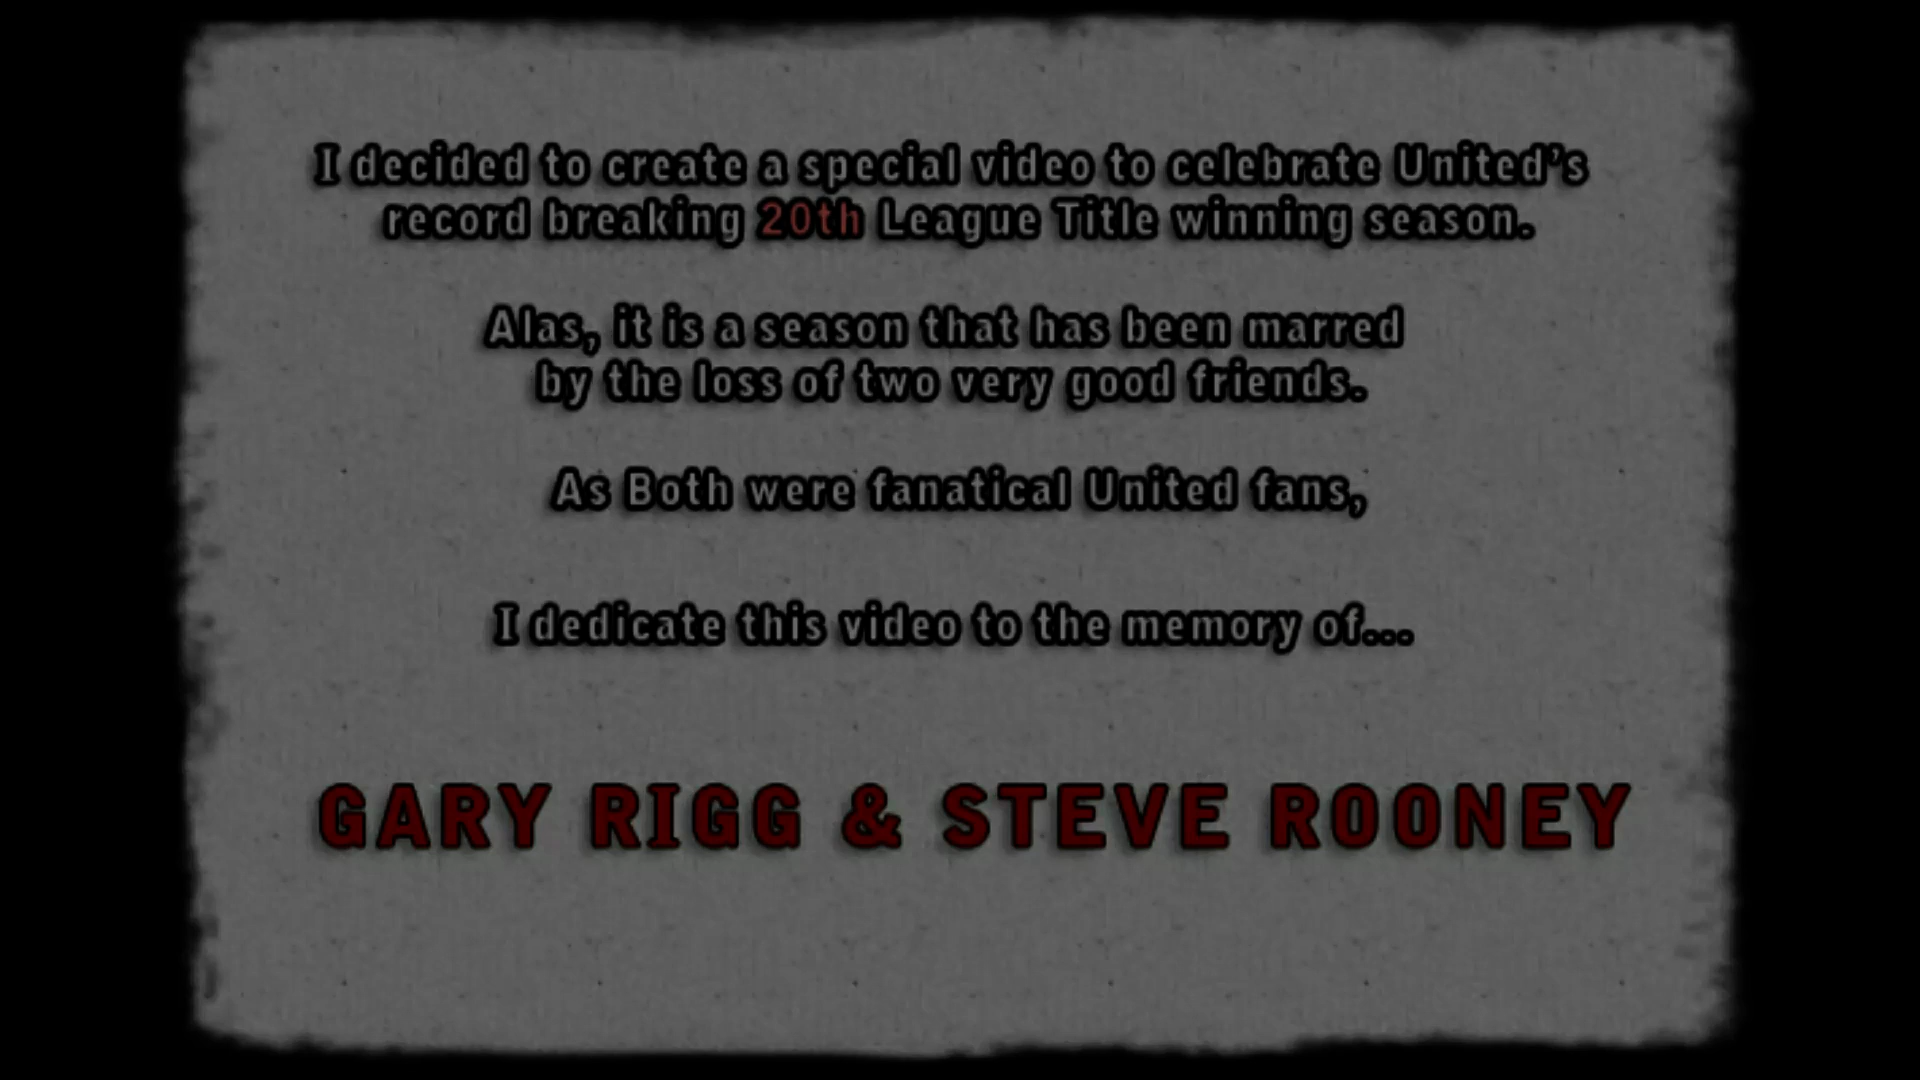 I decided to create a special video to celebrate United's
record breaking 20th League Title winning season.
Alas, it is a season that has been marred
by the loss of two very good friends.
As Both were fanatical United fans,
I dedicate this video to the memory of...
GARY RIGG & STEVE ROONEY